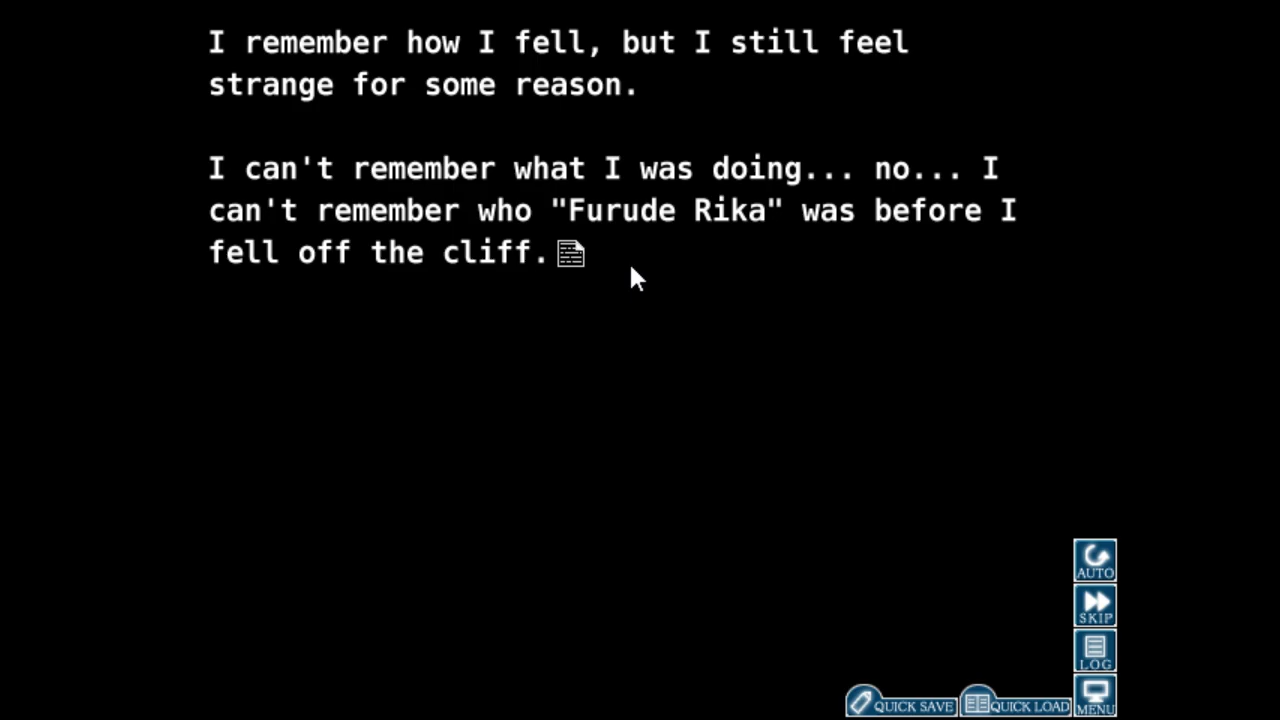 I remember how I fell, but I still feel
strange for some reason.
I can't remember what I was doing... no... I
can't remember who "Furude Rika" was before I
fell off the cliff.
AUTO
SKIP
LOG
MENU
QUICK SAVE
QUICK LOAD